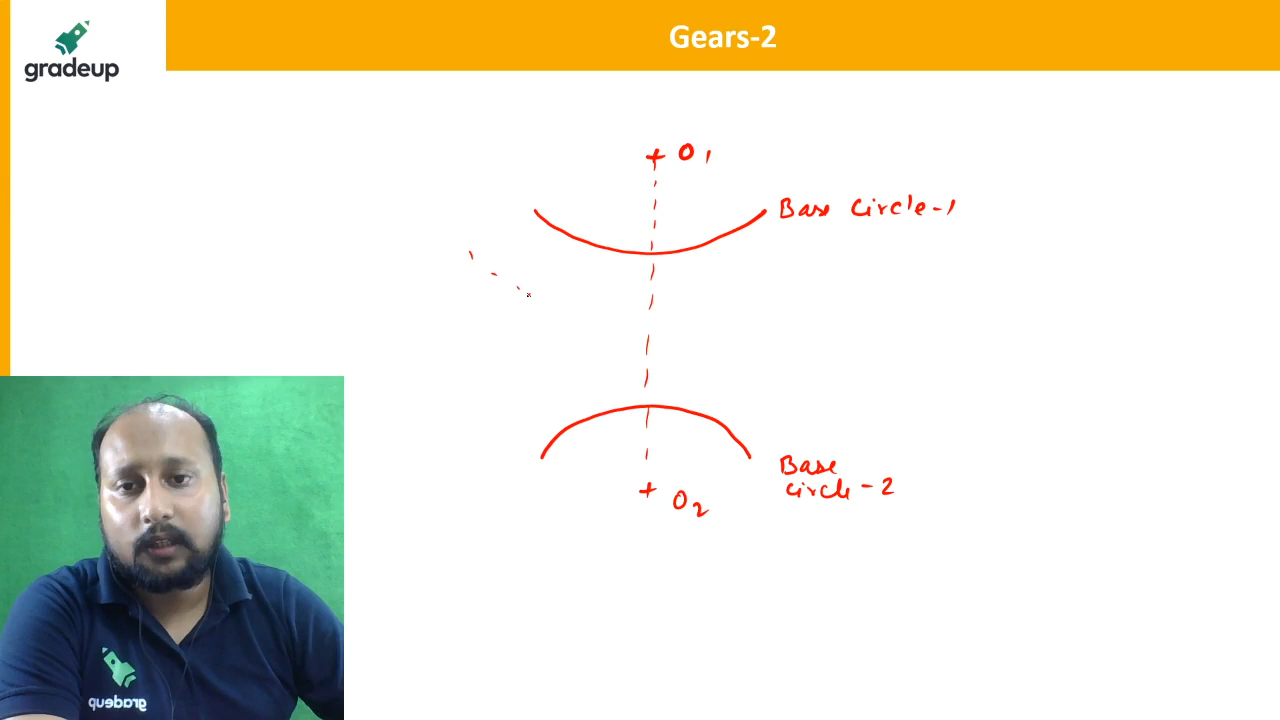 gradeup
Gears-2
O1
Base Circle-1
Base
circle-2
O2
gradeup